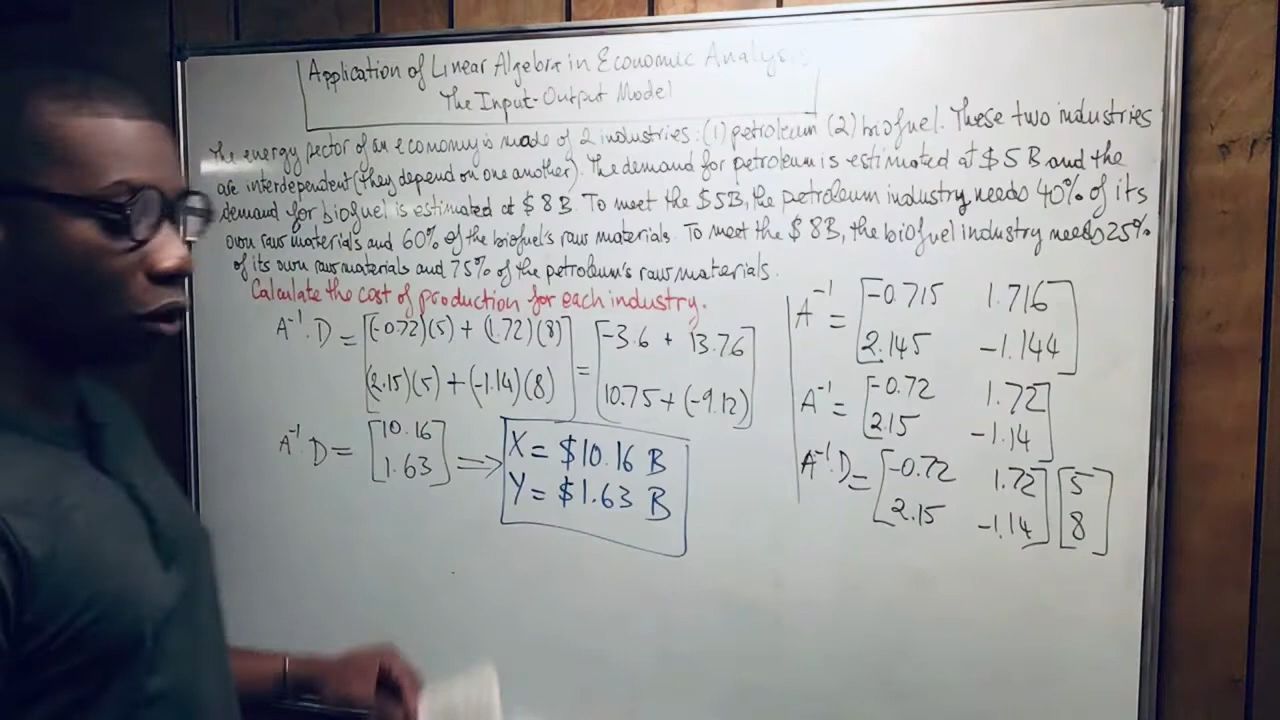 Application of Linear Algebra in Economic Analysis:
The Input-Output Model
The energy sector of an economy is made of 2 industries: (1) petroleum (2) biofuel. These two industries
are interdependent (they depend on one another). The demand for petroleum is estimated at $5B and the
demand for biofuel is estimated at $8B. To meet the $5B, the petroleum industry needs 40% of its
own raw materials and 60% of the biofuel's raw materials. To meet the $8B, the biofuel industry needs 25%
of its own raw materials and 75% of the petroleum's raw materials.
Calculate the cost of production for each industry.
A⁻¹·D = [(-0.72)(5) + (1.72)(8)] = [-3.6 + 13.76]
[(2.15)(5) + (-1.14)(8)] [10.75 + (-9.12)]
A⁻¹·D = [10.16] ⟹ X = $10.16 B
[1.63] Y = $1.63 B
A⁻¹ = [-0.715 1.716]
[2.145 -1.144]
A⁻¹ = [-0.72 1.72]
[2.15 -1.14]
A⁻¹·D = [-0.72 1.72] [5]
[2.15 -1.14] [8]